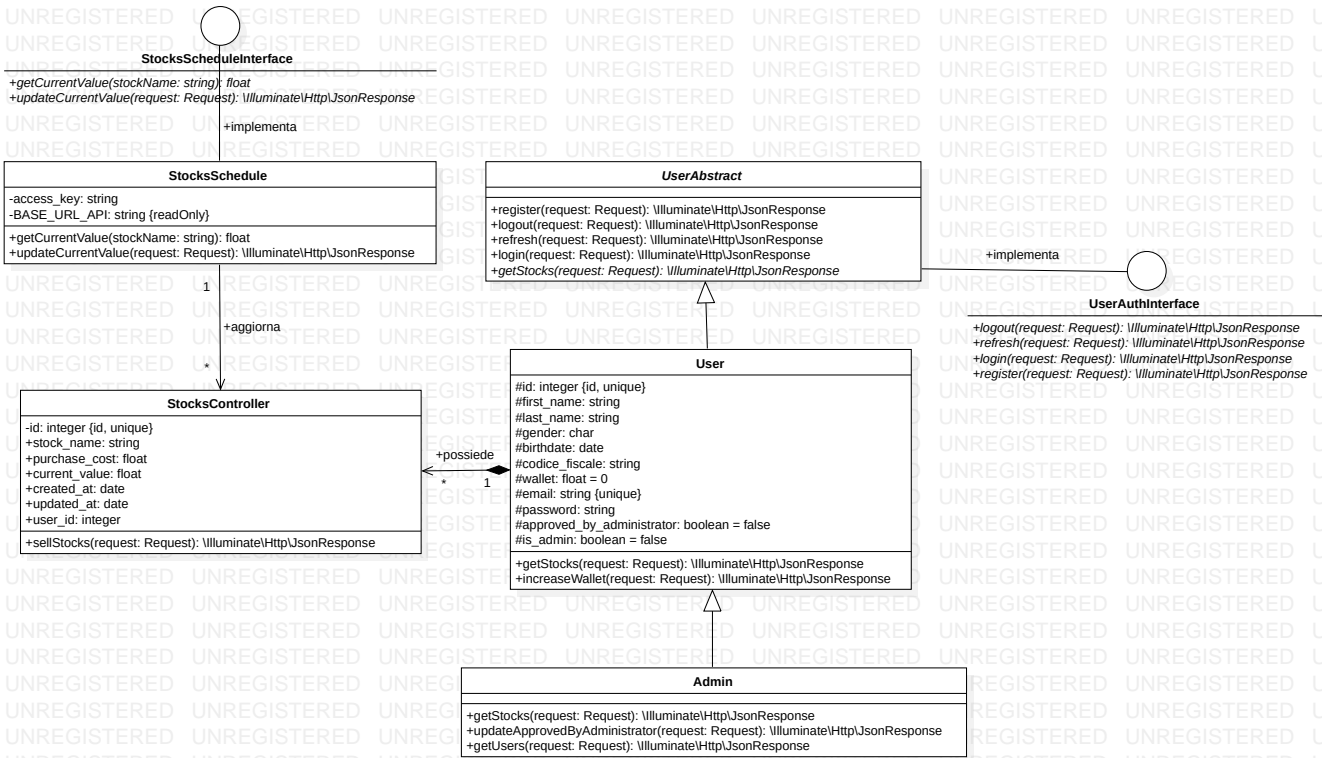 StocksScheduleInterface
+getCurrentValue(stockName: string): float
+updateCurrentValue(request: Request): \Illuminate\Http\JsonResponse
+implementa
StocksSchedule
-access_key: string
-BASE_URL_API: string {readOnly}
+getCurrentValue(stockName: string): float
+updateCurrentValue(request: Request): \Illuminate\Http\JsonResponse
1
+aggiorna
*
StocksController
-id: integer {id, unique}
+stock_name: string
+purchase_cost: float
+current_value: float
+created_at: date
+updated_at: date
+user_id: integer
+sellStocks(request: Request): \Illuminate\Http\JsonResponse
+possiede
* 1
UserAbstract
+register(request: Request): \Illuminate\Http\JsonResponse
+logout(request: Request): \Illuminate\Http\JsonResponse
+refresh(request: Request): \Illuminate\Http\JsonResponse
+login(request: Request): \Illuminate\Http\JsonResponse
+getStocks(request: Request): \Illuminate\Http\JsonResponse
+implementa
UserAuthInterface
+logout(request: Request): \Illuminate\Http\JsonResponse
+refresh(request: Request): \Illuminate\Http\JsonResponse
+login(request: Request): \Illuminate\Http\JsonResponse
+register(request: Request): \Illuminate\Http\JsonResponse
User
#id: integer {id, unique}
#first_name: string
#last_name: string
#gender: char
#birthdate: date
#codice_fiscale: string
#wallet: float = 0
#email: string {unique}
#password: string
#approved_by_administrator: boolean = false
#is_admin: boolean = false
+getStocks(request: Request): \Illuminate\Http\JsonResponse
+increaseWallet(request: Request): \Illuminate\Http\JsonResponse
Admin
+getStocks(request: Request): \Illuminate\Http\JsonResponse
+updateApprovedByAdministrator(request: Request): \Illuminate\Http\JsonResponse
+getUsers(request: Request): \Illuminate\Http\JsonResponse
UNREGISTERED